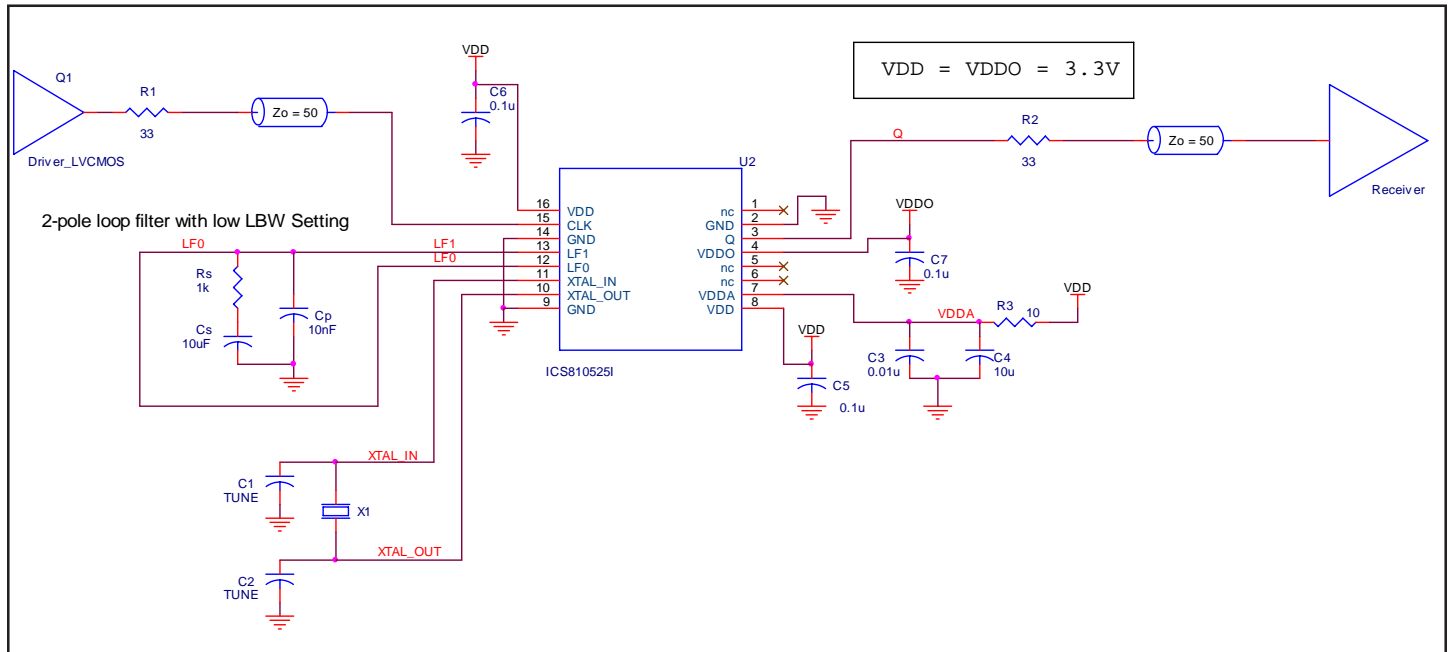 VDD
VDD = VDDO = 3.3V
Q1
R1
C6
0.1u
Zo = 50
33
R2
Q
Zo = 50
33
Driver_LVCMOS
Receiver
U2
2-pole loop filter with low LBW Setting
16 VDD
15 CLK
14 GND
13 LF1
12 LF0
11 XTAL_IN
10 XTAL_OUT
9 GND
nc 1
GND 2
Q 3
VDDO 4
nc 5
nc 6
VDDA 7
VDD 8
VDDO
C7
0.1u
LF0
LF1
LF0
Rs
1k
Cs
10uF
Cp
10nF
VDD
VDDA
R3
10
VDD
C3
0.01u
C4
10u
C5
0.1u
ICS810525I
XTAL_IN
C1
TUNE
X1
XTAL_OUT
C2
TUNE